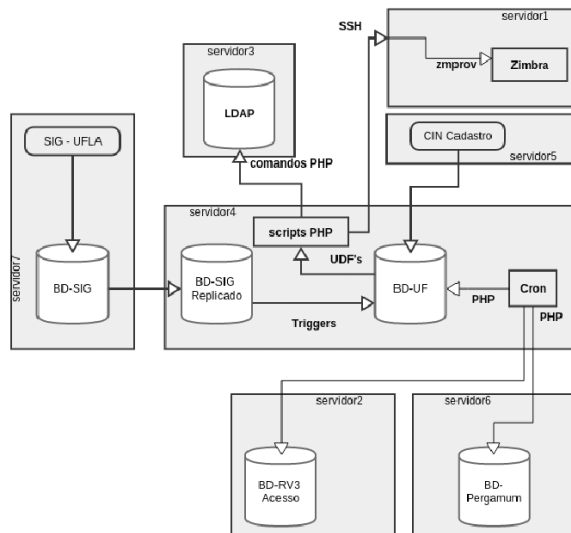 servidor1
SSH
zmprov
Zimbra
servidor3
LDAP
comandos PHP
CIN Cadastro
servidor5
SIG - UFLA
BD-SIG
servidor7
servidor4
scripts PHP
UDF's
BD-SIG
Replicado
BD-UF
Triggers
PHP
Cron
PHP
servidor2
BD-RV3
Acesso
servidor6
BD-
Pergamum